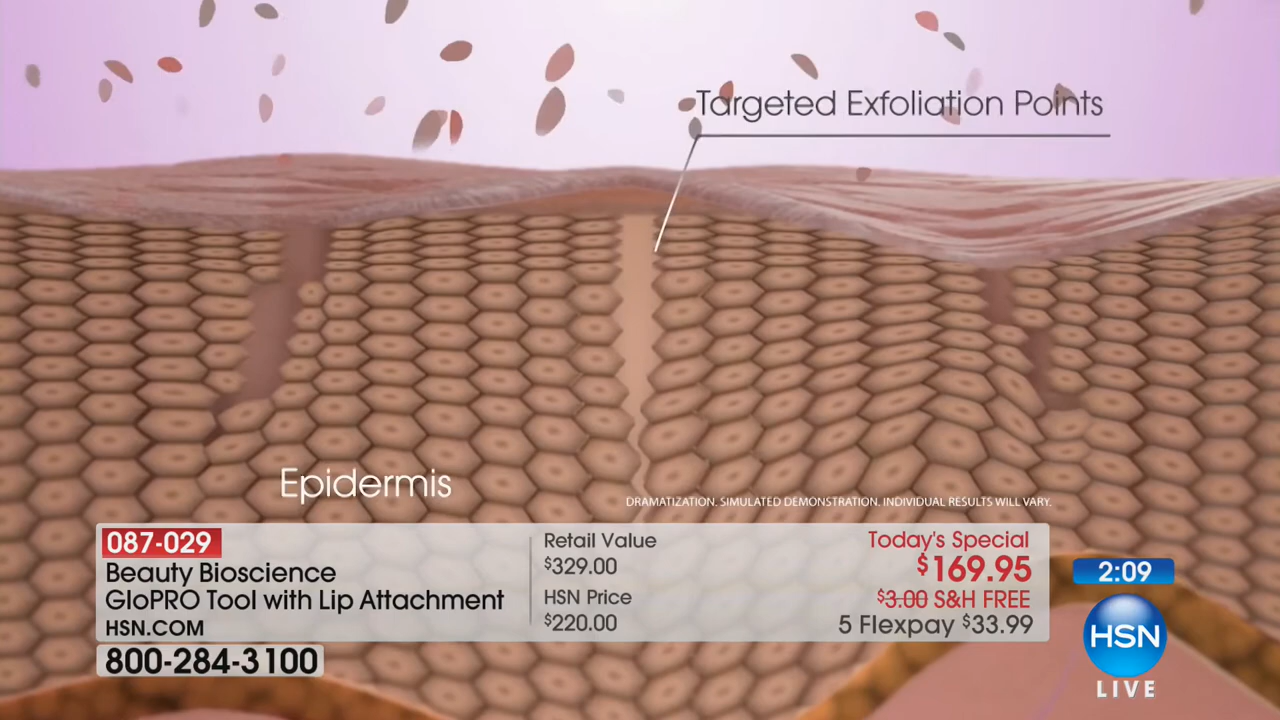 Targeted Exfoliation Points
Epidermis
DRAMATIZATION. SIMULATED DEMONSTRATION. INDIVIDUAL RESULTS WILL VARY.
087-029
Beauty Bioscience
GloPRO Tool with Lip Attachment
HSN.COM
800-284-3100
Retail Value
$329.00
HSN Price
$220.00
Today's Special
$169.95
$3.00 S&H FREE
5 Flexpay $33.99
2:09
HSN
LIVE